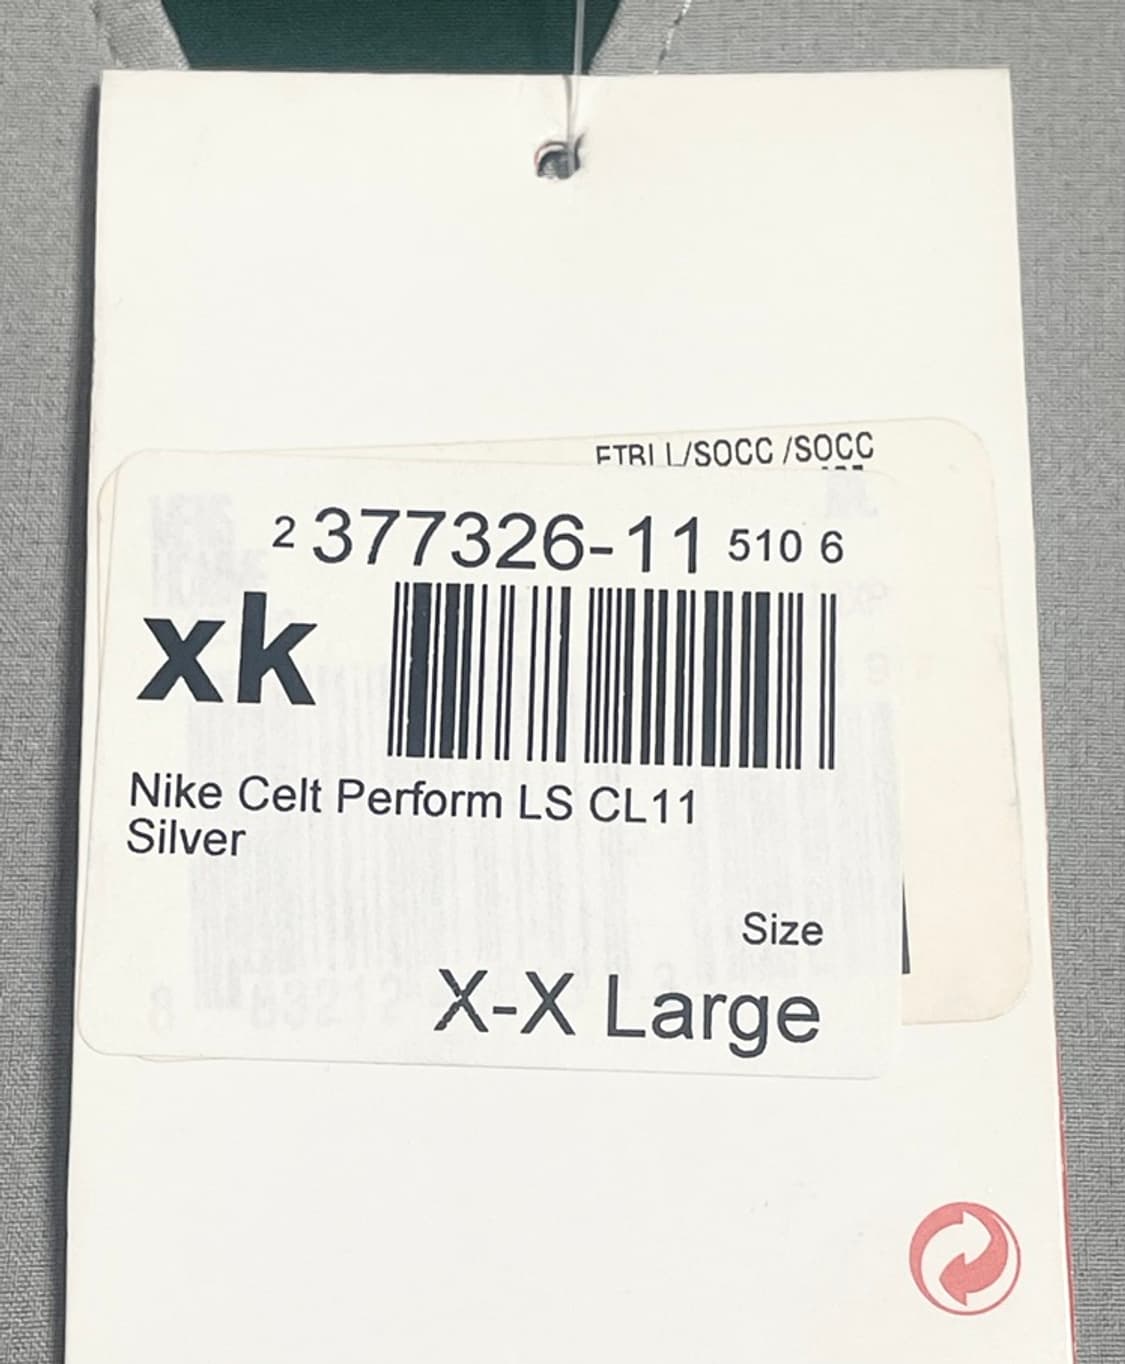 FTBLL/SOCC /SOCC
2 377326-11 510 6
xk
Nike Celt Perform LS CL11
Silver
Size
X-X Large